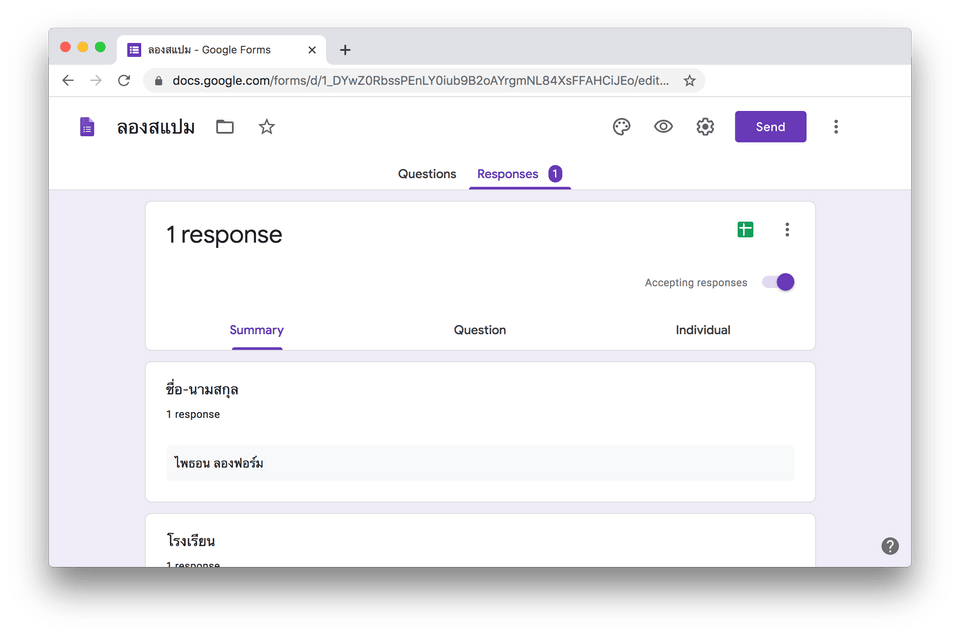 ลองสแปม - Google Forms
docs.google.com/forms/d/1_DYwZ0RbssPEnLY0iub9B2oAYrgmNL84XsFFAHCiJEo/edit...
ลองสแปม
Send
Questions
Responses 1
1 response
Accepting responses
Summary
Question
Individual
ชื่อ-นามสกุล
1 response
ไพธอน ลองฟอร์ม
โรงเรียน
1 response